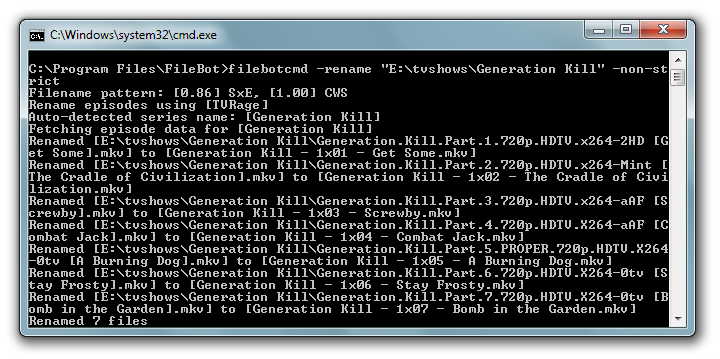 C:\Windows\system32\cmd.exe
C:\Program Files\FileBot>filebotcmd -rename "E:\tvshows\Generation Kill" -non-st
rict
Filename pattern: [0.86] SxE, [1.00] CWS
Rename episodes using [TVRage]
Auto-detected series name: [Generation Kill]
Fetching episode data for [Generation Kill]
Renamed [E:\tvshows\Generation Kill\Generation.Kill.Part.1.720p.HDTV.x264-2HD [G
et Some].mkv] to [Generation Kill - 1x01 - Get Some.mkv]
Renamed [E:\tvshows\Generation Kill\Generation.Kill.Part.2.720p.HDTV.x264-Mint [
The Cradle of Civilization].mkv] to [Generation Kill - 1x02 - The Cradle of Civi
lization.mkv]
Renamed [E:\tvshows\Generation Kill\Generation.Kill.Part.3.720p.HDTV.x264-aAF [S
crewby].mkv] to [Generation Kill - 1x03 - Screwby.mkv]
Renamed [E:\tvshows\Generation Kill\Generation.Kill.Part.4.720p.HDTV.X264-aAF [C
ombat Jack].mkv] to [Generation Kill - 1x04 - Combat Jack.mkv]
Renamed [E:\tvshows\Generation Kill\Generation.Kill.Part.5.PROPER.720p.HDTV.X264
-0tv [A Burning Dog].mkv] to [Generation Kill - 1x05 - A Burning Dog.mkv]
Renamed [E:\tvshows\Generation Kill\Generation.Kill.Part.6.720p.HDTV.X264-0tv [S
tay Frosty].mkv] to [Generation Kill - 1x06 - Stay Frosty.mkv]
Renamed [E:\tvshows\Generation Kill\Generation.Kill.Part.7.720p.HDTV.X264-0tv [B
omb in the Garden].mkv] to [Generation Kill - 1x07 - Bomb in the Garden.mkv]
Renamed 7 files